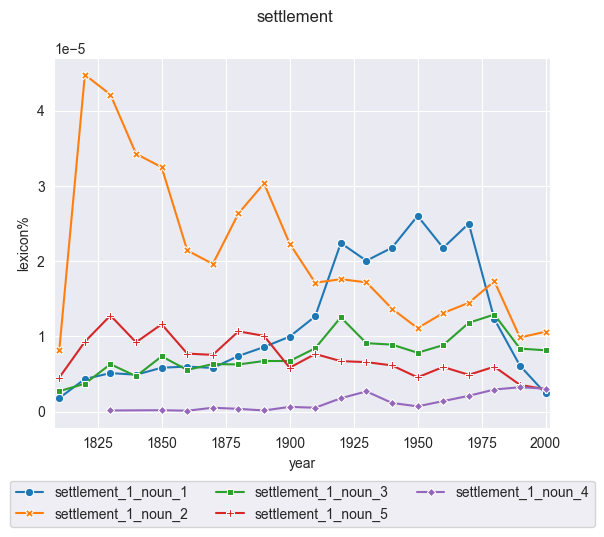 settlement
1e−5
4
3
2
1
0
lexicon%
1825 1850 1875 1900 1925 1950 1975 2000
year
settlement_1_noun_1 settlement_1_noun_3 settlement_1_noun_4
settlement_1_noun_2 settlement_1_noun_5